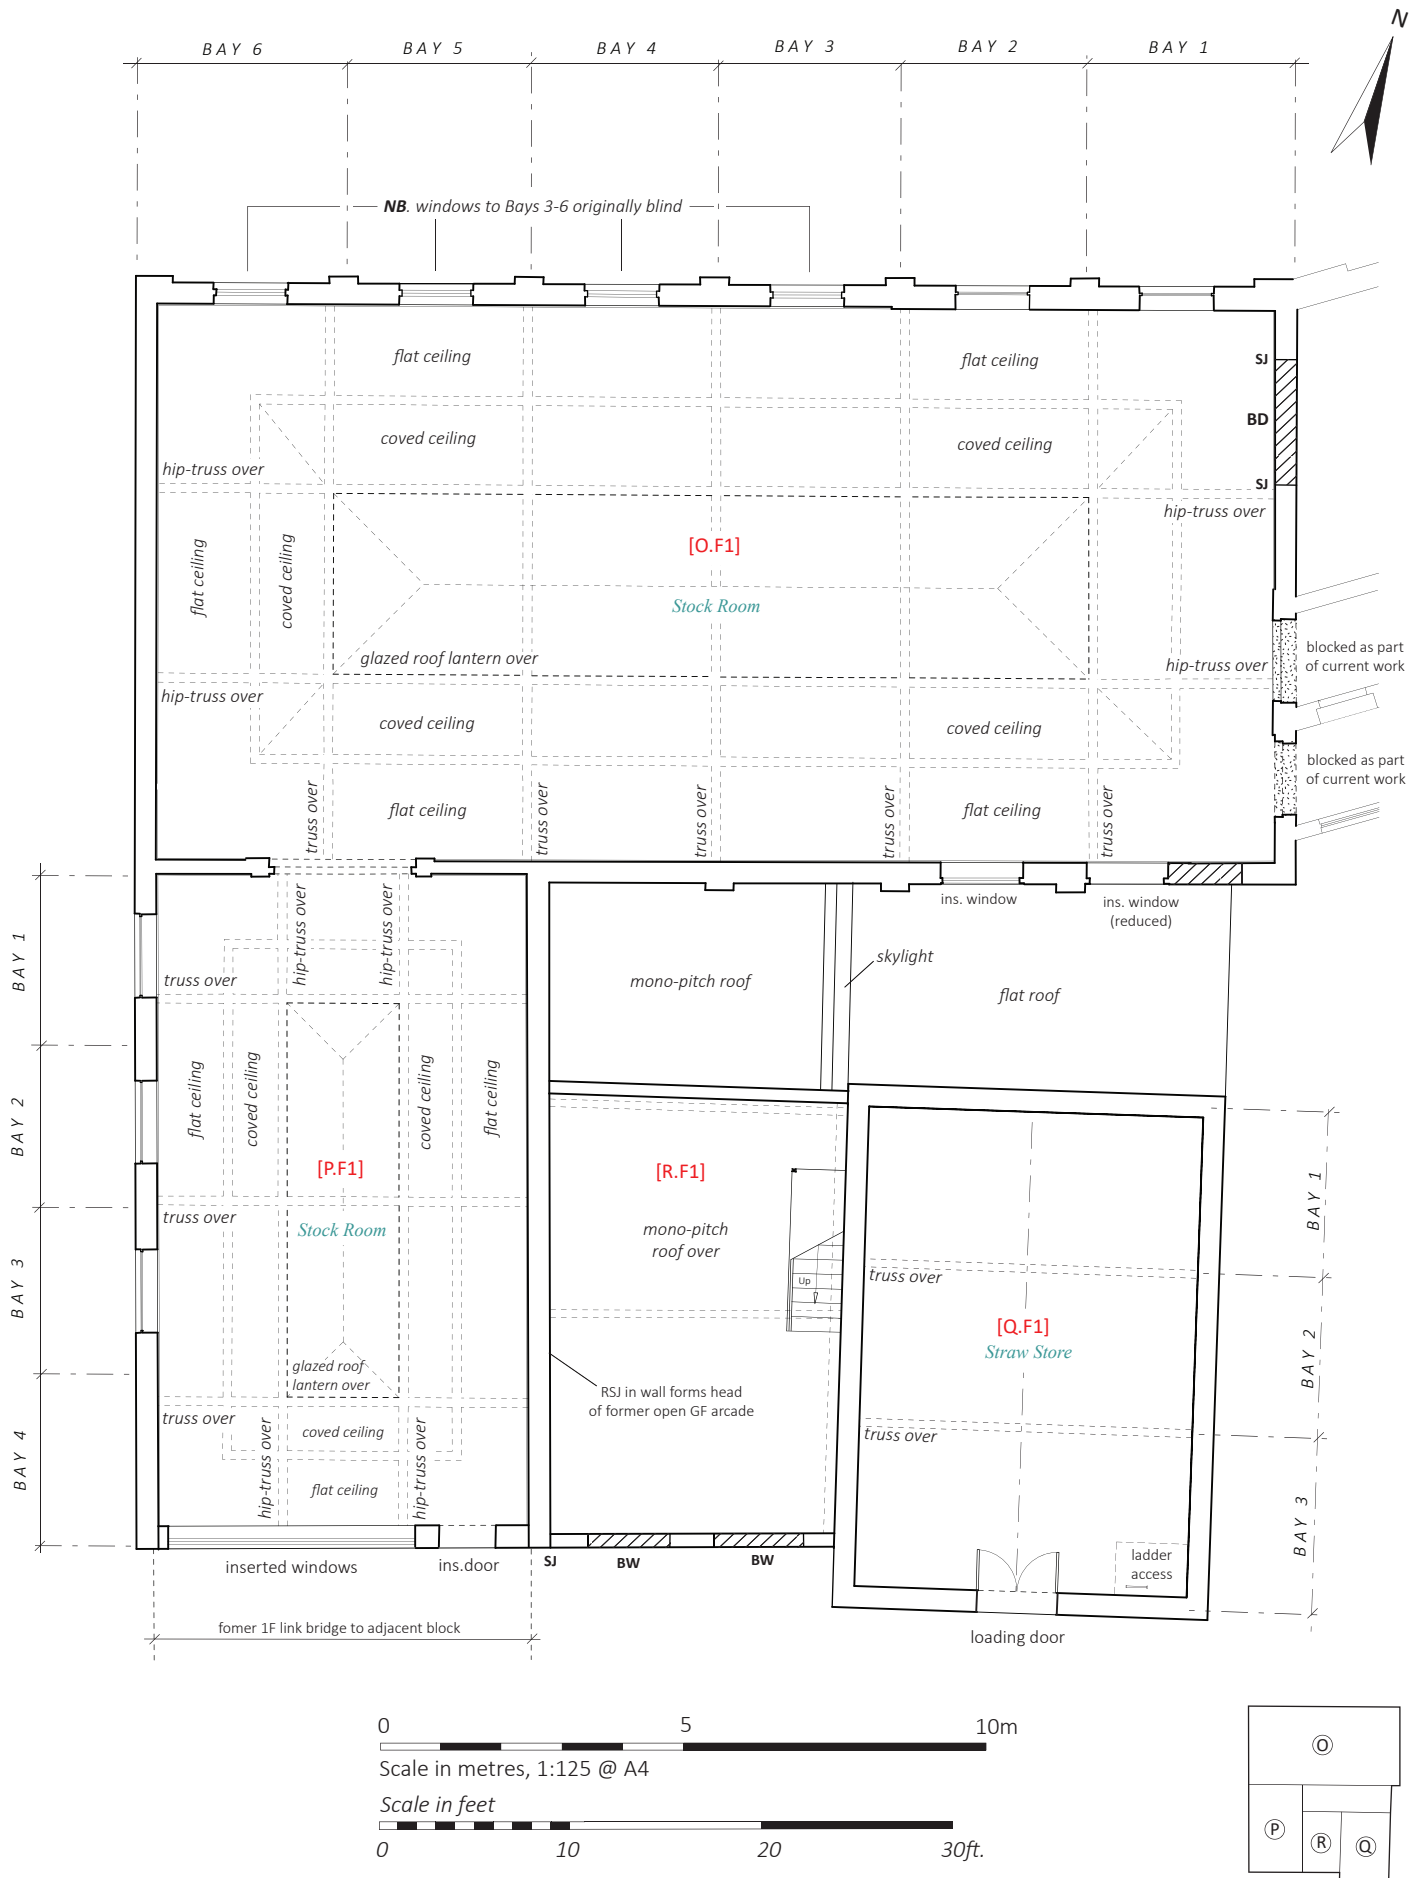 N
BAY 6 BAY 5 BAY 4 BAY 3 BAY 2 BAY 1
NB. windows to Bays 3-6 originally blind
flat ceiling
flat ceiling
SJ
BD
SJ
coved ceiling
coved ceiling
hip-truss over
hip-truss over
flat ceiling
coved ceiling
[O.F1]
Stock Room
glazed roof lantern over
hip-truss over
hip-truss over
blocked as part
of current work
coved ceiling
coved ceiling
blocked as part
of current work
flat ceiling
flat ceiling
truss over
truss over
truss over
truss over
truss over
ins. window
ins. window
(reduced)
BAY 1
BAY 2
BAY 3
BAY 4
hip-truss over
hip-truss over
truss over
mono-pitch roof
skylight
flat roof
flat ceiling
coved ceiling
coved ceiling
flat ceiling
[P.F1]
Stock Room
truss over
[R.F1]
mono-pitch
roof over
Up
truss over
[Q.F1]
Straw Store
BAY 1
BAY 2
BAY 3
glazed roof
lantern over
RSJ in wall forms head
of former open GF arcade
truss over
truss over
coved ceiling
hip-truss over
hip-truss over
flat ceiling
ladder
access
inserted windows
ins.door
SJ
BW
BW
fomer 1F link bridge to adjacent block
loading door
0 5 10m
Scale in metres, 1:125 @ A4
Scale in feet
0 10 20 30ft.
O
P
R
Q